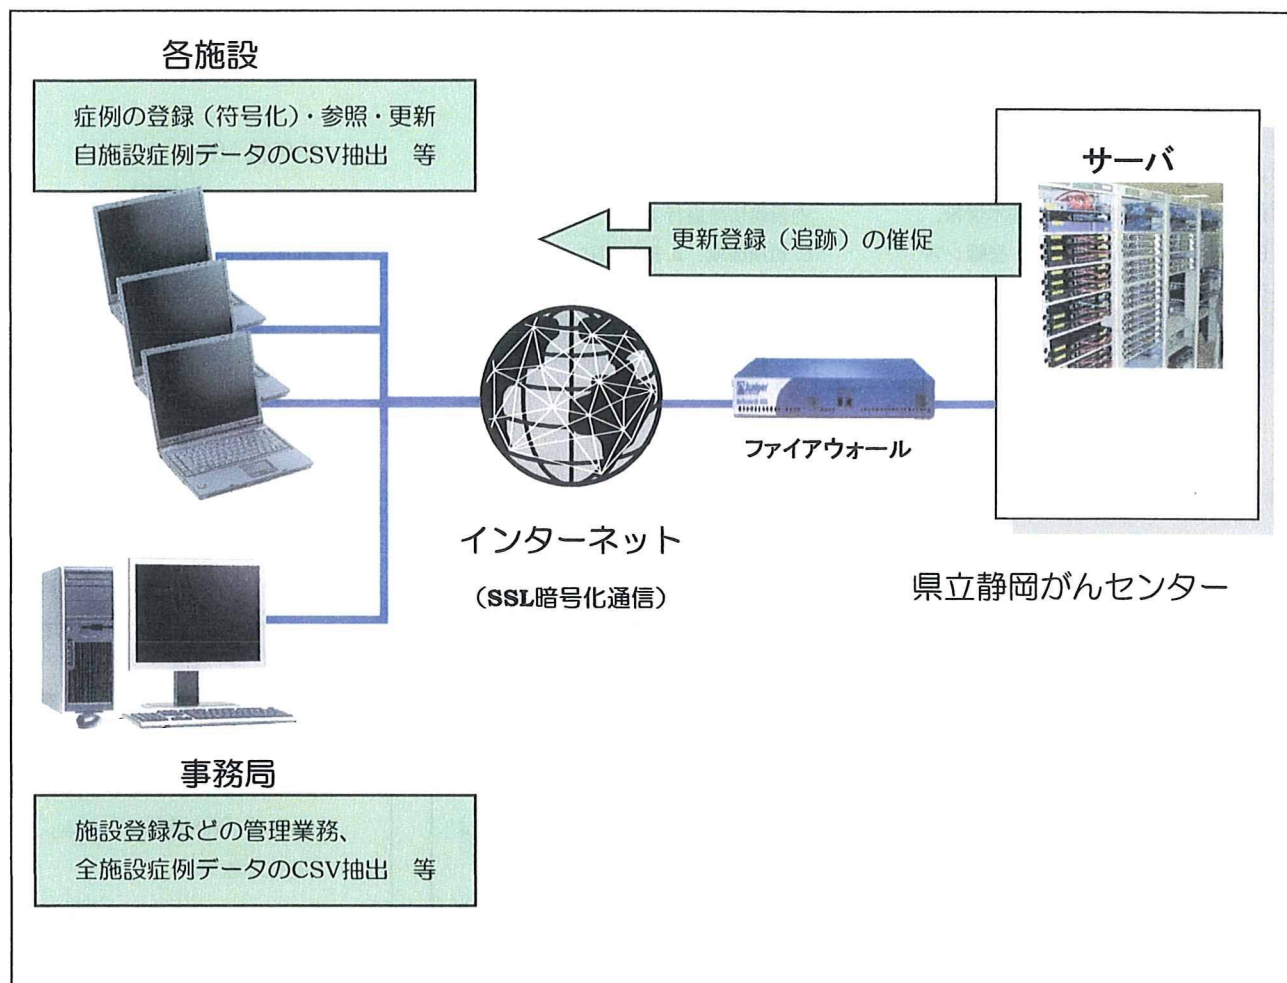 各施設
症例の登録（符号化）・参照・更新
自施設症例データのCSV抽出　等
サーバ
更新登録（追跡）の催促
Juniper
ファイアウォール
インターネット
（SSL暗号化通信）
県立静岡がんセンター
事務局
施設登録などの管理業務、
全施設症例データのCSV抽出　等